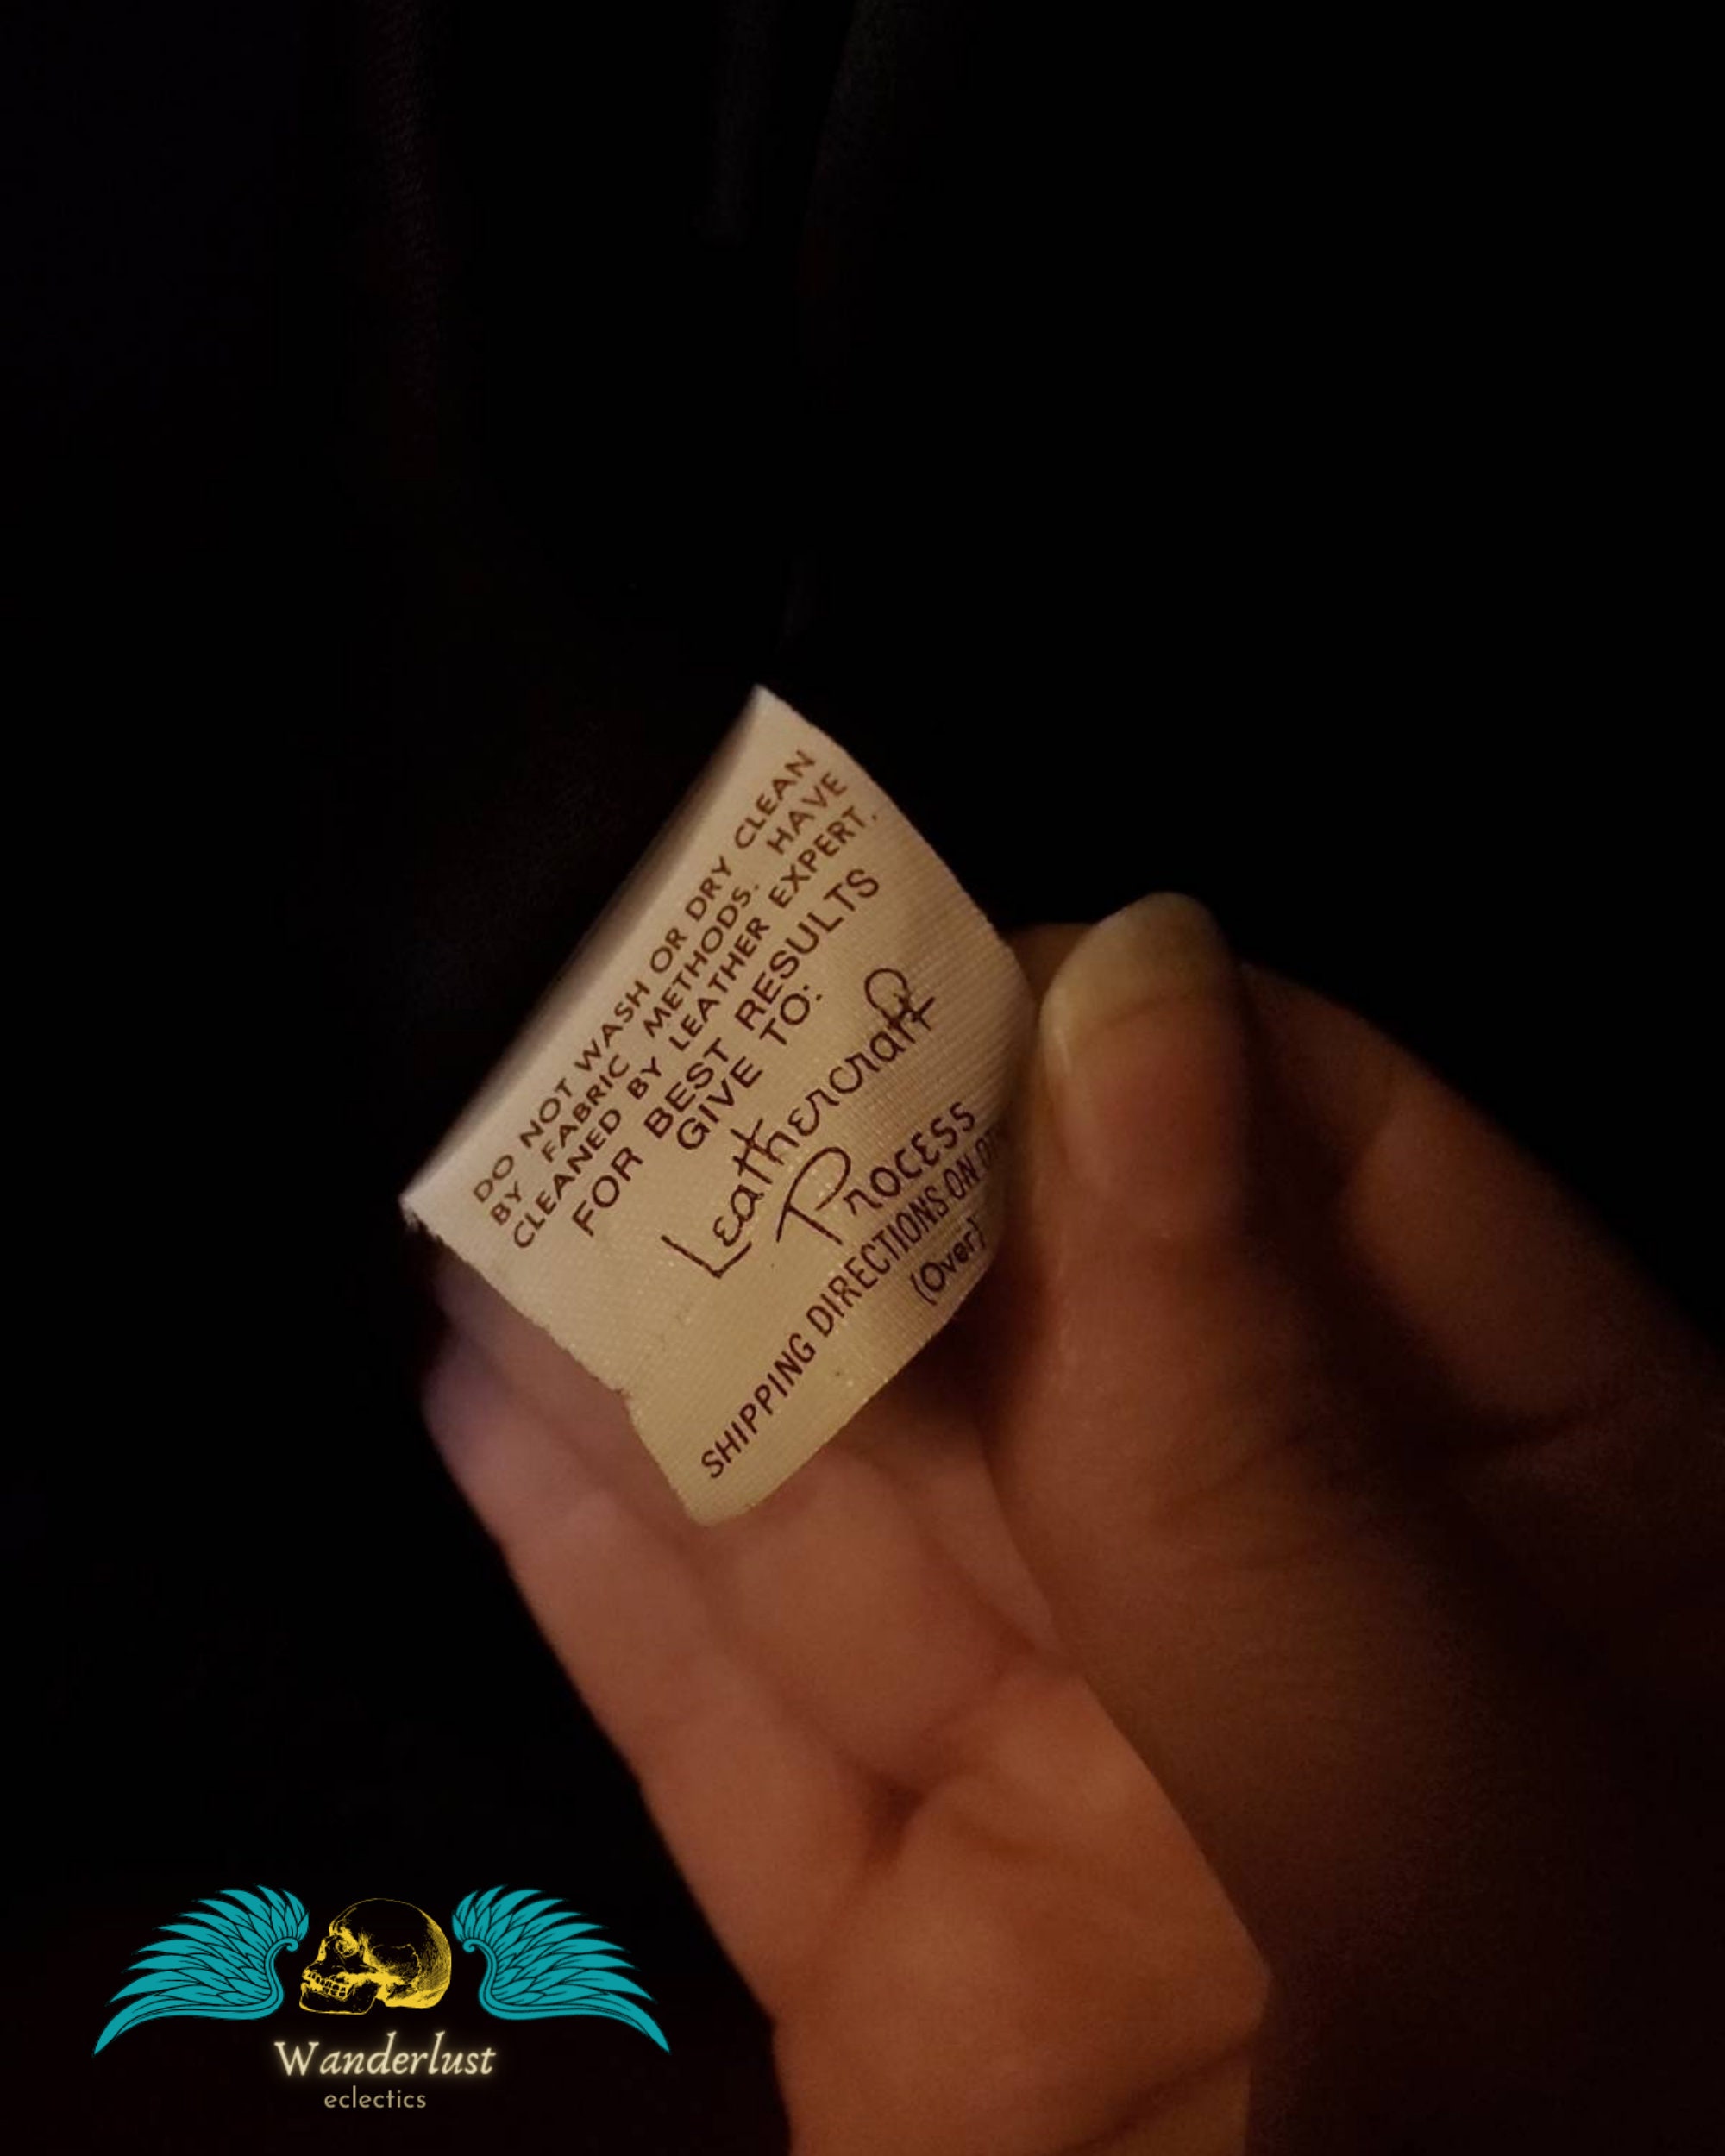 DO NOT WASH OR DRY CLEAN
BY FABRIC METHODS. HAVE
CLEANED BY LEATHER EXPERT.
FOR BEST RESULTS
GIVE TO:
Leathercraft
Process
SHIPPING DIRECTIONS ON
(Over)
Wanderlust
eclectics